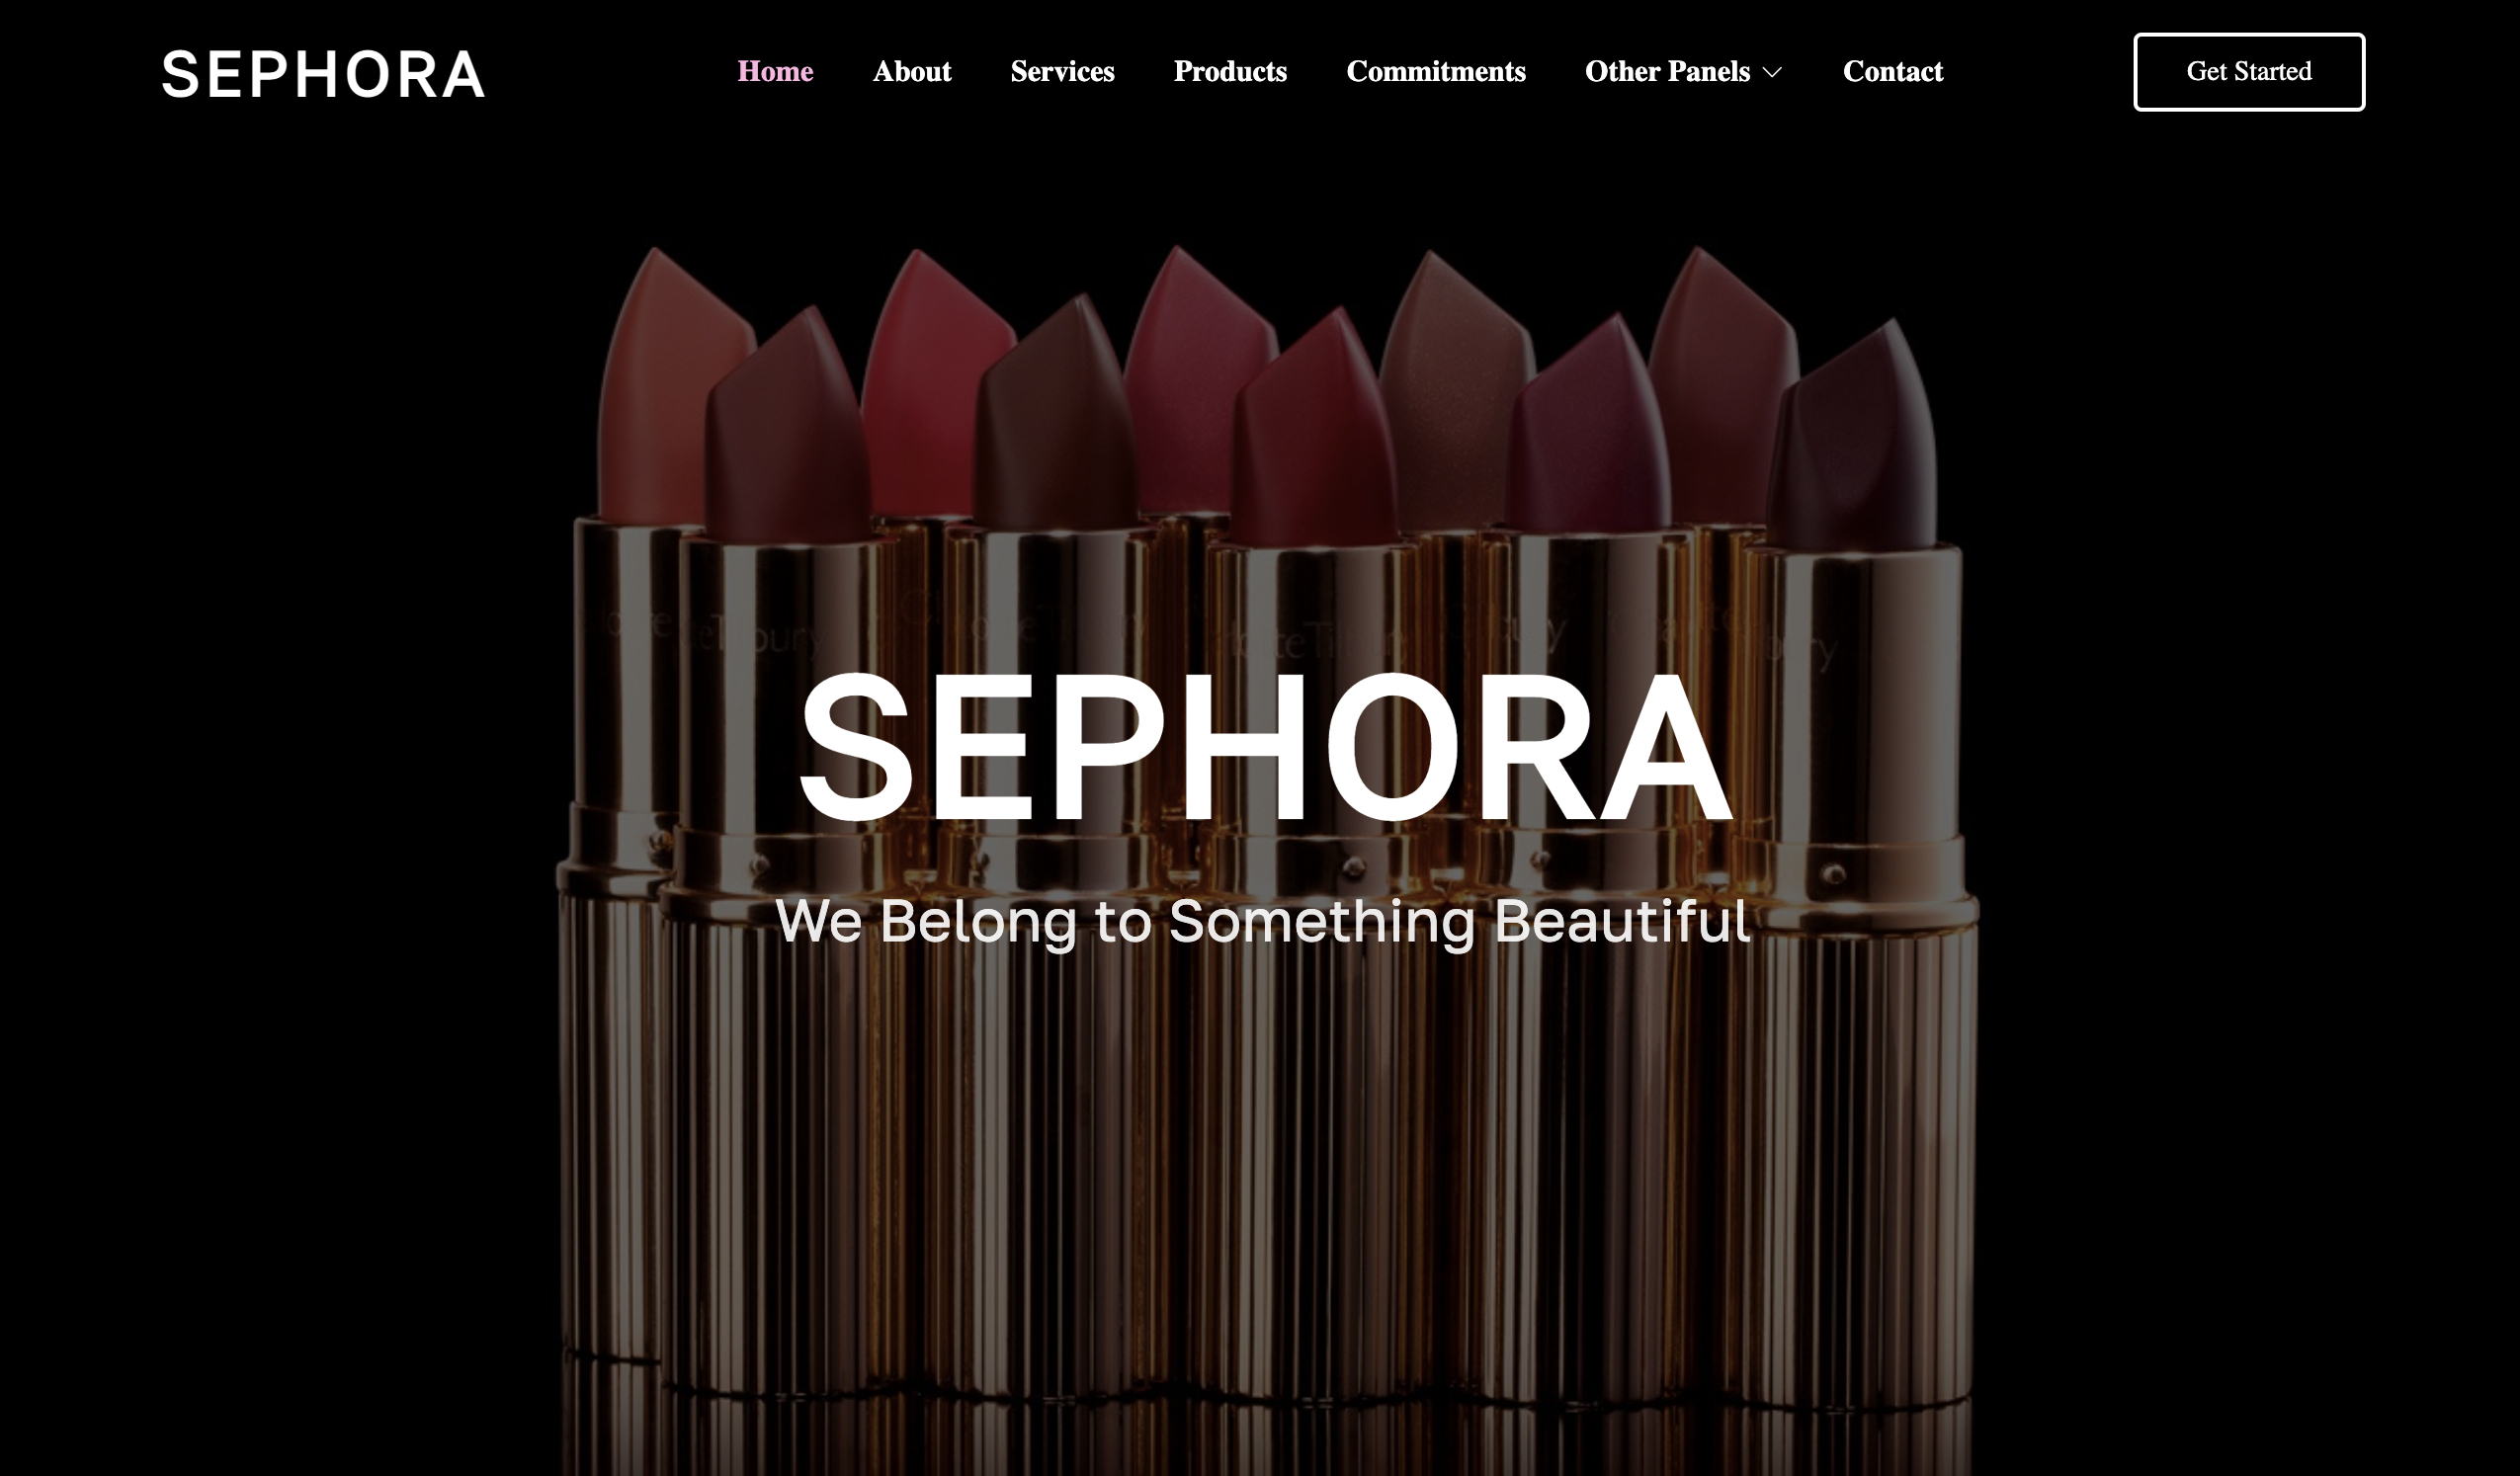 SEPHORA
Home About Services Products Commitments Other Panels Contact
Get Started
SEPHORA
We Belong to Something Beautiful